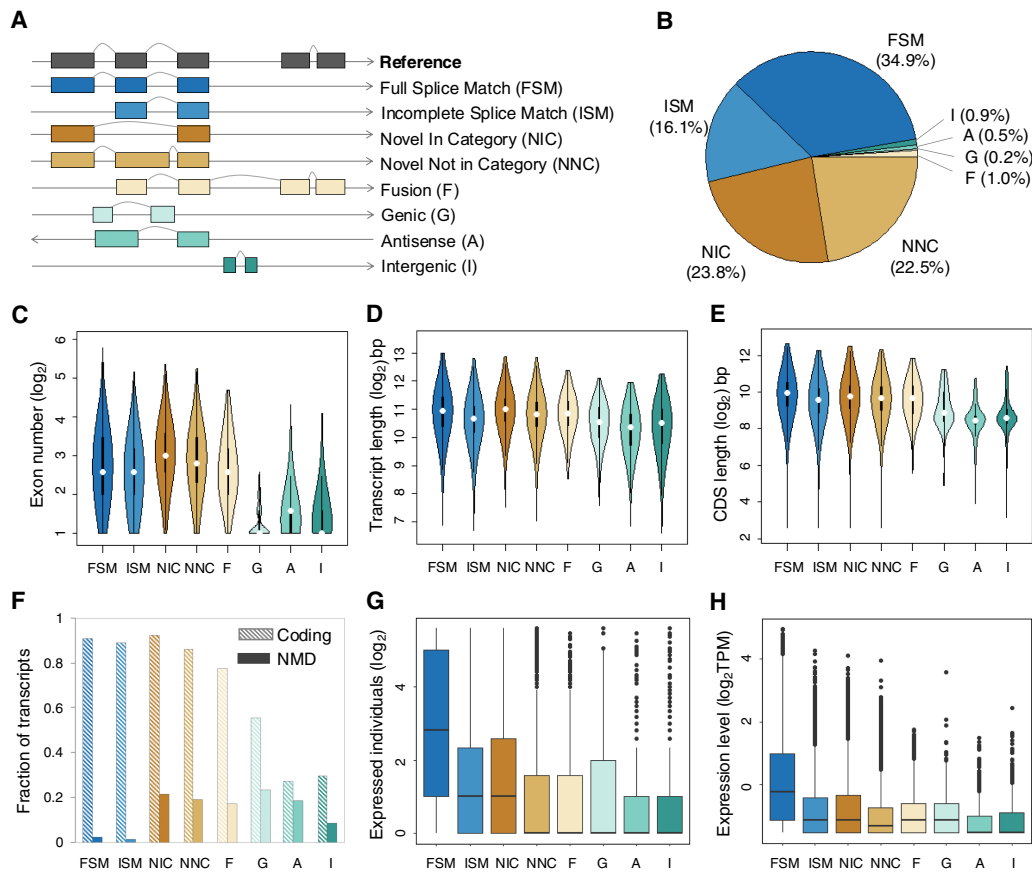 A
Reference
Full Splice Match (FSM)
Incomplete Splice Match (ISM)
Novel In Category (NIC)
Novel Not in Category (NNC)
Fusion (F)
Genic (G)
Antisense (A)
Intergenic (I)
B
FSM
(34.9%)
ISM
(16.1%)
I (0.9%)
A (0.5%)
G (0.2%)
F (1.0%)
NIC
(23.8%)
NNC
(22.5%)
C
Exon number (log2)
6
5
4
3
2
1
FSM ISM NIC NNC F G A I
D
Transcript length (log2) bp
13
12
11
10
9
8
7
FSM ISM NIC NNC F G A I
E
CDS length (log2) bp
12
10
8
6
4
2
FSM ISM NIC NNC F G A I
F
Fraction of transcripts
1
0.8
0.6
0.4
0.2
0
Coding
NMD
FSM ISM NIC NNC F G A I
G
Expressed individuals (log2)
4
2
0
FSM ISM NIC NNC F G A I
H
Expression level (log2TPM)
4
2
0
FSM ISM NIC NNC F G A I